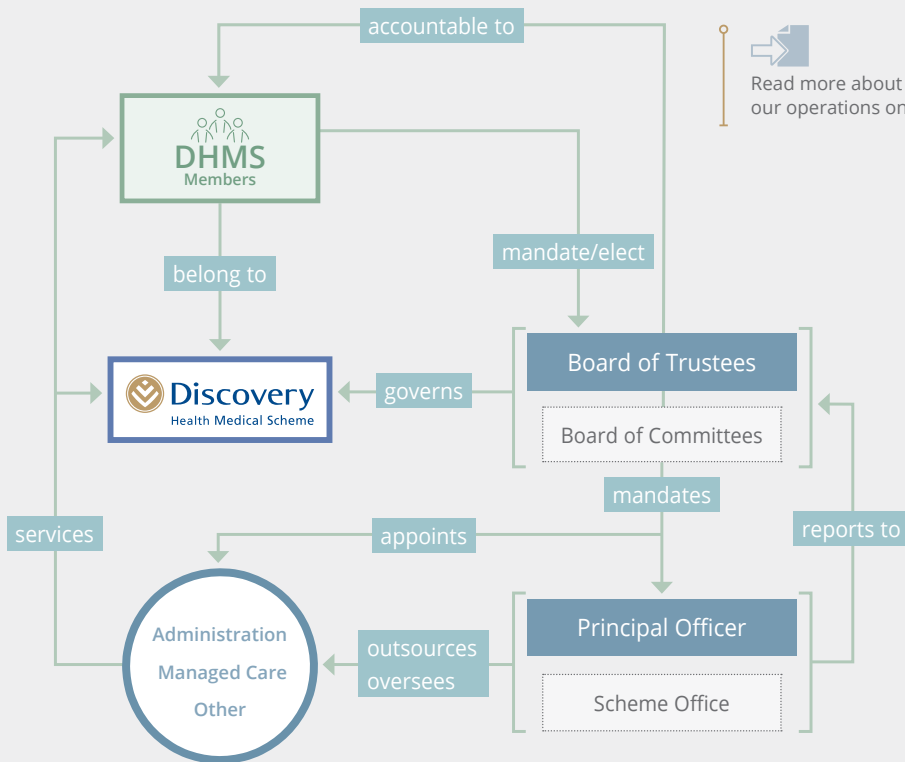 accountable to
Read more about
our operations on
DHMS
Members
mandate/elect
belong to
Board of Trustees
Discovery
Health Medical Scheme
governs
Board of Committees
mandates
services
appoints
reports to
Administration
Managed Care
Other
outsources
oversees
Principal Officer
Scheme Office